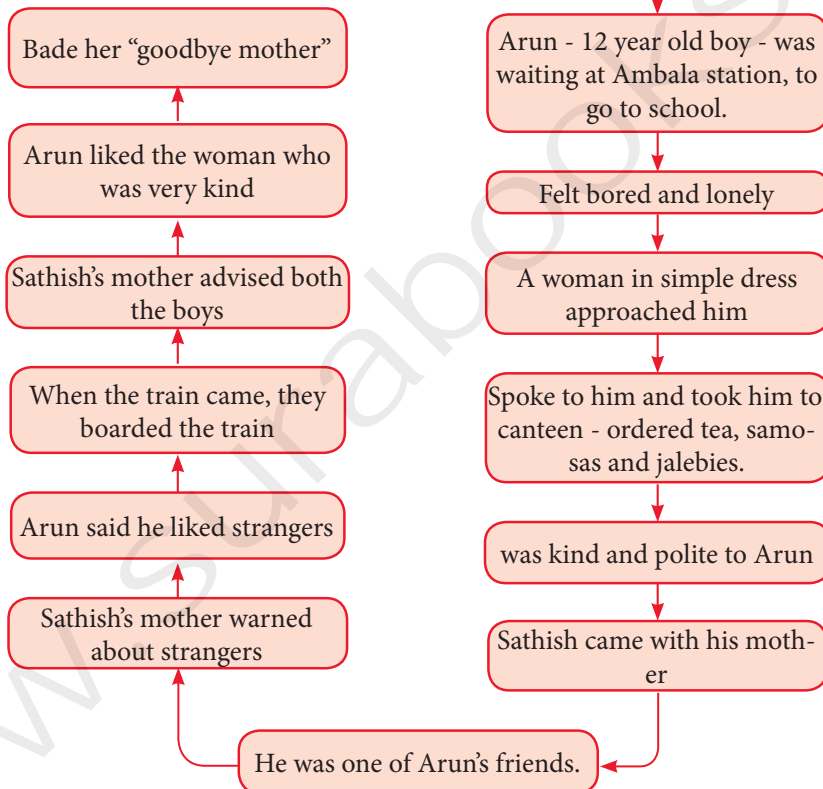 Arun - 12 year old boy - was
waiting at Ambala station, to
go to school.
Felt bored and lonely
A woman in simple dress
approached him
Spoke to him and took him to
canteen - ordered tea, samo-
sas and jalebies.
was kind and polite to Arun
Sathish came with his moth-
er
He was one of Arun's friends.
Sathish's mother warned
about strangers
Arun said he liked strangers
When the train came, they
boarded the train
Sathish's mother advised both
the boys
Arun liked the woman who
was very kind
Bade her “goodbye mother”
w.surabooks